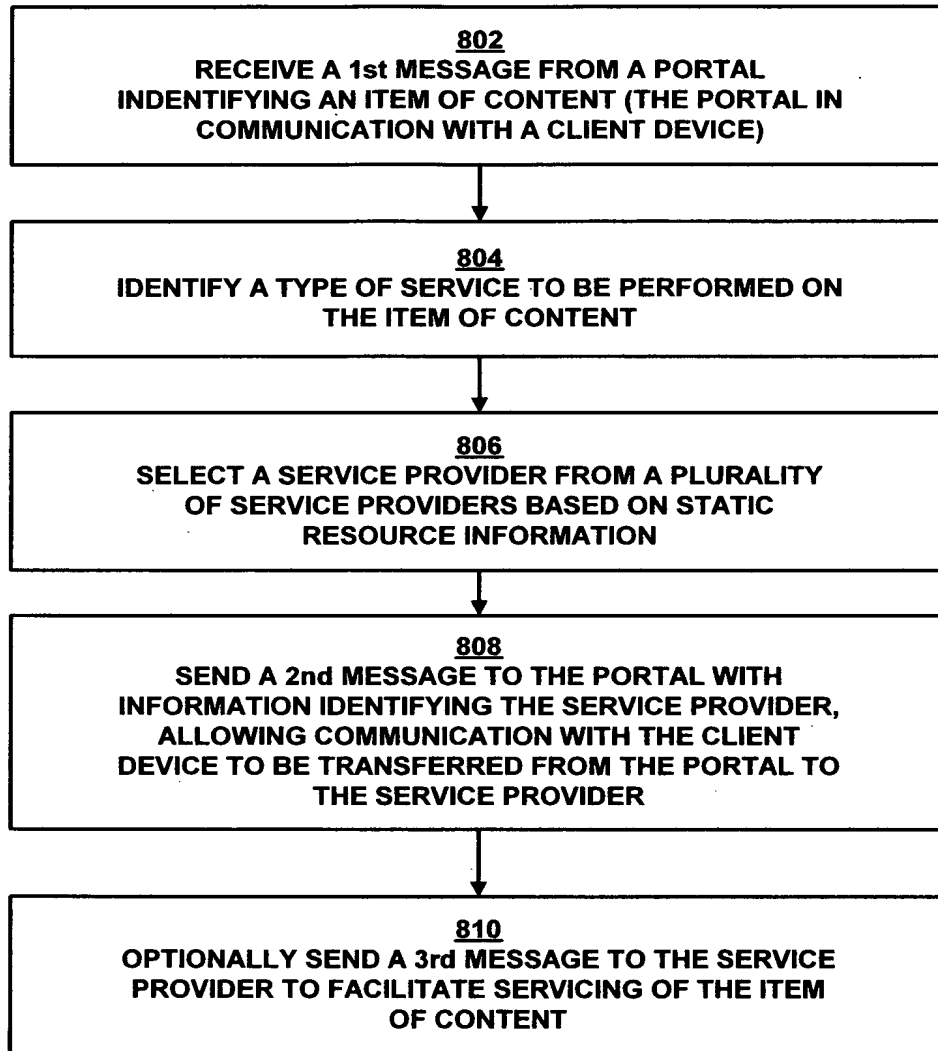 802
RECEIVE A 1st MESSAGE FROM A PORTAL
INDENTIFYING AN ITEM OF CONTENT (THE PORTAL IN
COMMUNICATION WITH A CLIENT DEVICE)
804
IDENTIFY A TYPE OF SERVICE TO BE PERFORMED ON
THE ITEM OF CONTENT
806
SELECT A SERVICE PROVIDER FROM A PLURALITY
OF SERVICE PROVIDERS BASED ON STATIC
RESOURCE INFORMATION
808
SEND A 2nd MESSAGE TO THE PORTAL WITH
INFORMATION IDENTIFYING THE SERVICE PROVIDER,
ALLOWING COMMUNICATION WITH THE CLIENT
DEVICE TO BE TRANSFERRED FROM THE PORTAL TO
THE SERVICE PROVIDER
810
OPTIONALLY SEND A 3rd MESSAGE TO THE SERVICE
PROVIDER TO FACILITATE SERVICING OF THE ITEM
OF CONTENT